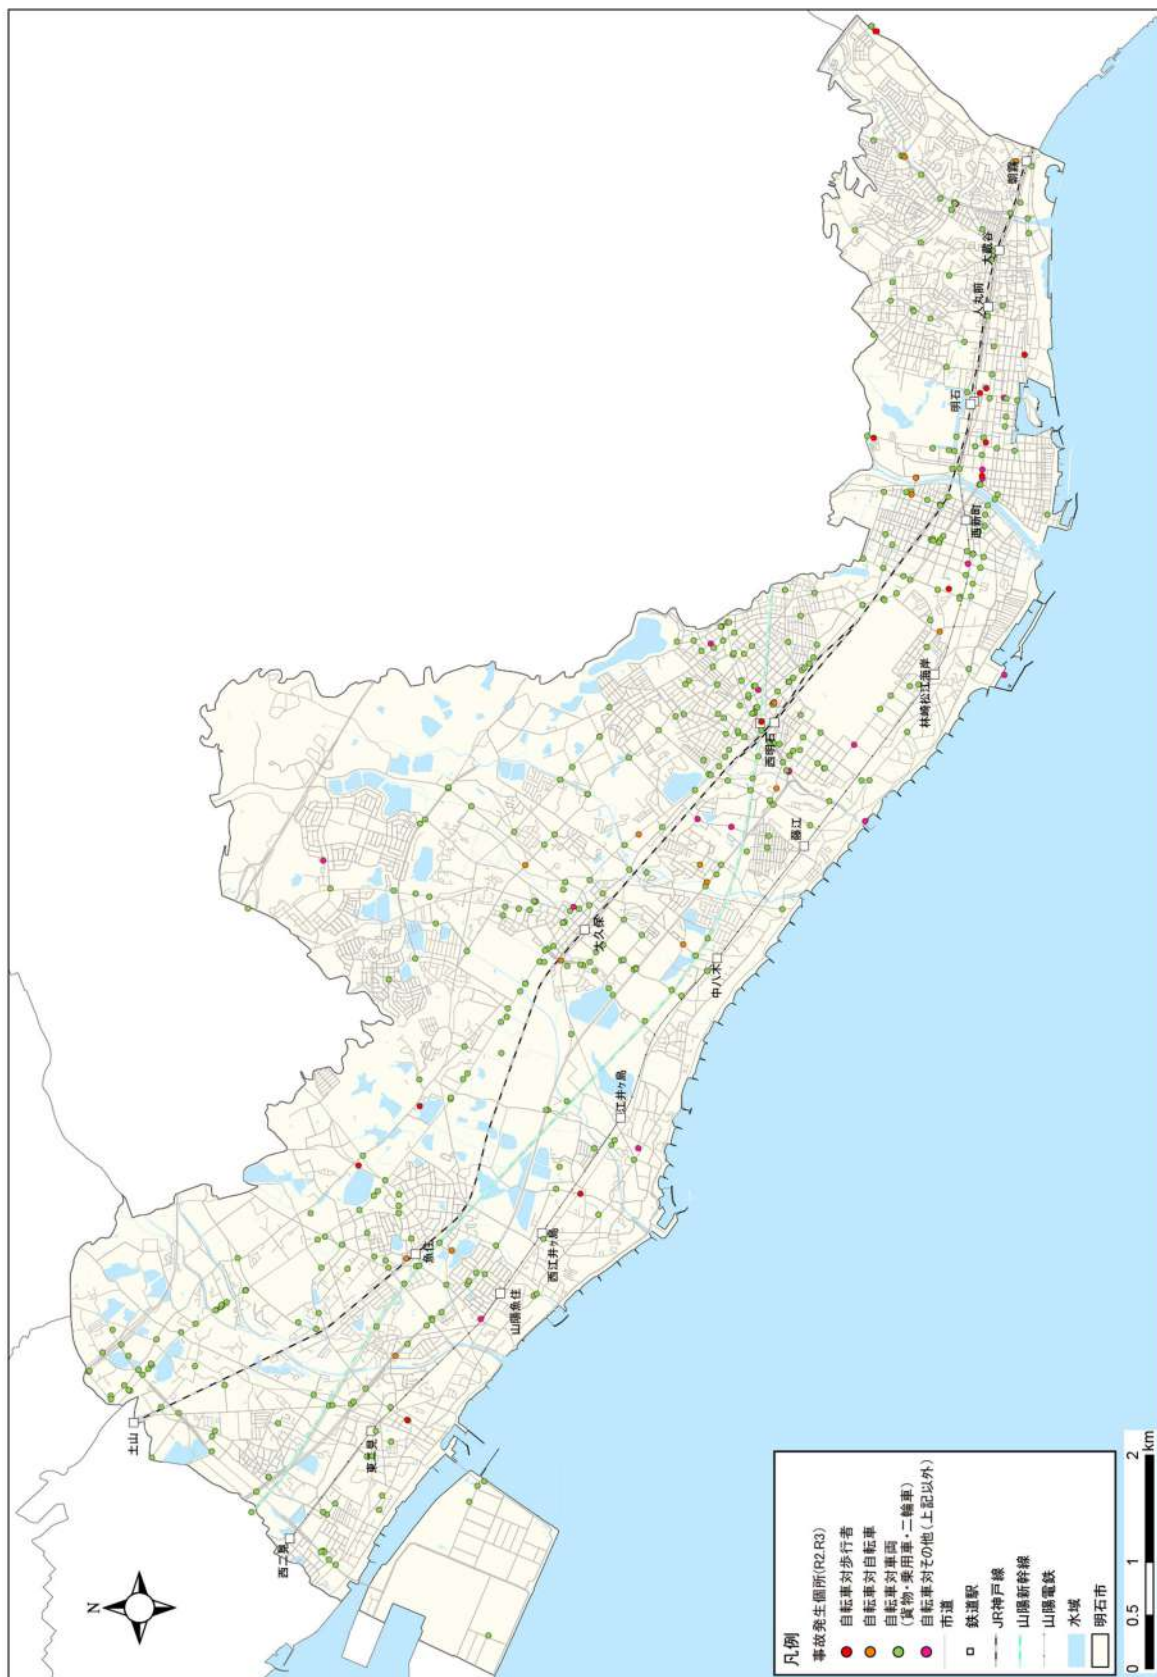 N
土山
西二見
東二見
魚住
山陽魚住
西江井ヶ島
江井ヶ島
大久保
中八木
藤江
西明石
林崎松江海岸
西新町
明石
人丸前
大蔵谷
朝霧
凡例
事故発生個所(R2.R3)
自転車対歩行者
自転車対自転車
自転車対車両
(貨物・乗用車・二輪車)
自転車対その他(上記以外)
市道
鉄道駅
JR神戸線
山陽新幹線
山陽電鉄
水域
明石市
0 0.5 1 2
km